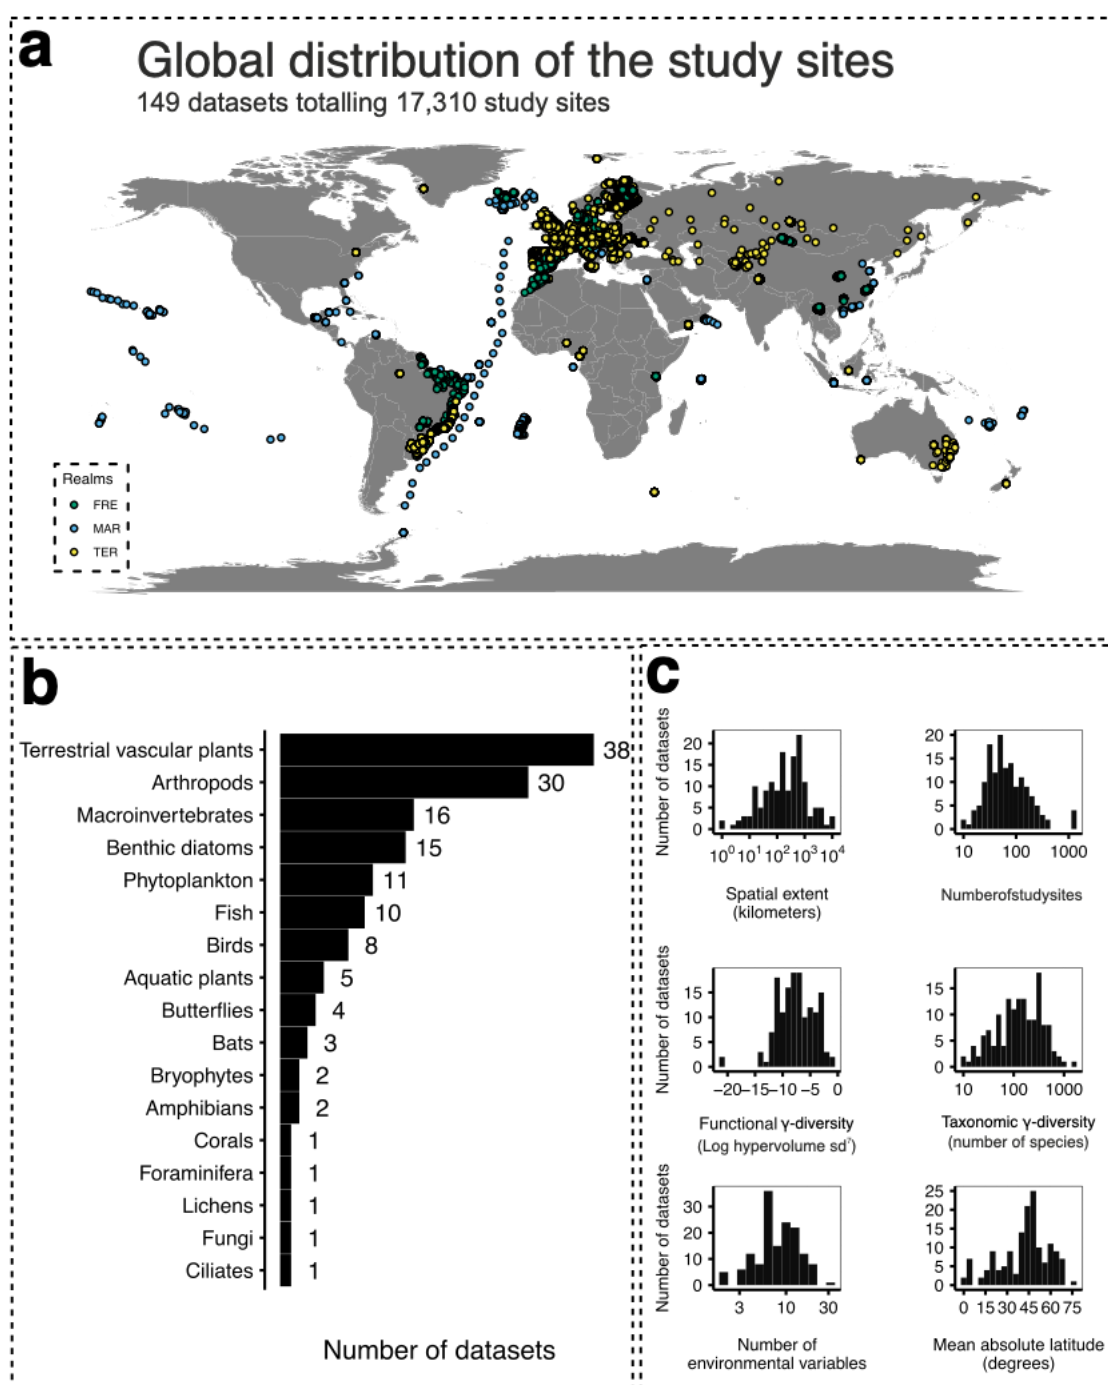 a
Global distribution of the study sites
149 datasets totalling 17,310 study sites
Realms
FRE
MAR
TER
b
Terrestrial vascular plants 38
Arthropods 30
Macroinvertebrates 16
Benthic diatoms 15
Phytoplankton 11
Fish 10
Birds 8
Aquatic plants 5
Butterflies 4
Bats 3
Bryophytes 2
Amphibians 2
Corals 1
Foraminifera 1
Lichens 1
Fungi 1
Ciliates 1
Number of datasets
c
Number of datasets
20
15
10
5
0
10⁰ 10¹ 10² 10³ 10⁴
Spatial extent
(kilometers)
20
15
10
5
0
10 100 1000
Numberofstudysites
Number of datasets
15
10
5
0
−20 −15 −10 −5 0
Functional γ-diversity
(Log hypervolume sd⁷)
15
10
5
0
10 100 1000
Taxonomic γ-diversity
(number of species)
Number of datasets
30
20
10
0
3 10 30
Number of
environmental variables
25
20
15
10
5
0
0 15 30 45 60 75
Mean absolute latitude
(degrees)